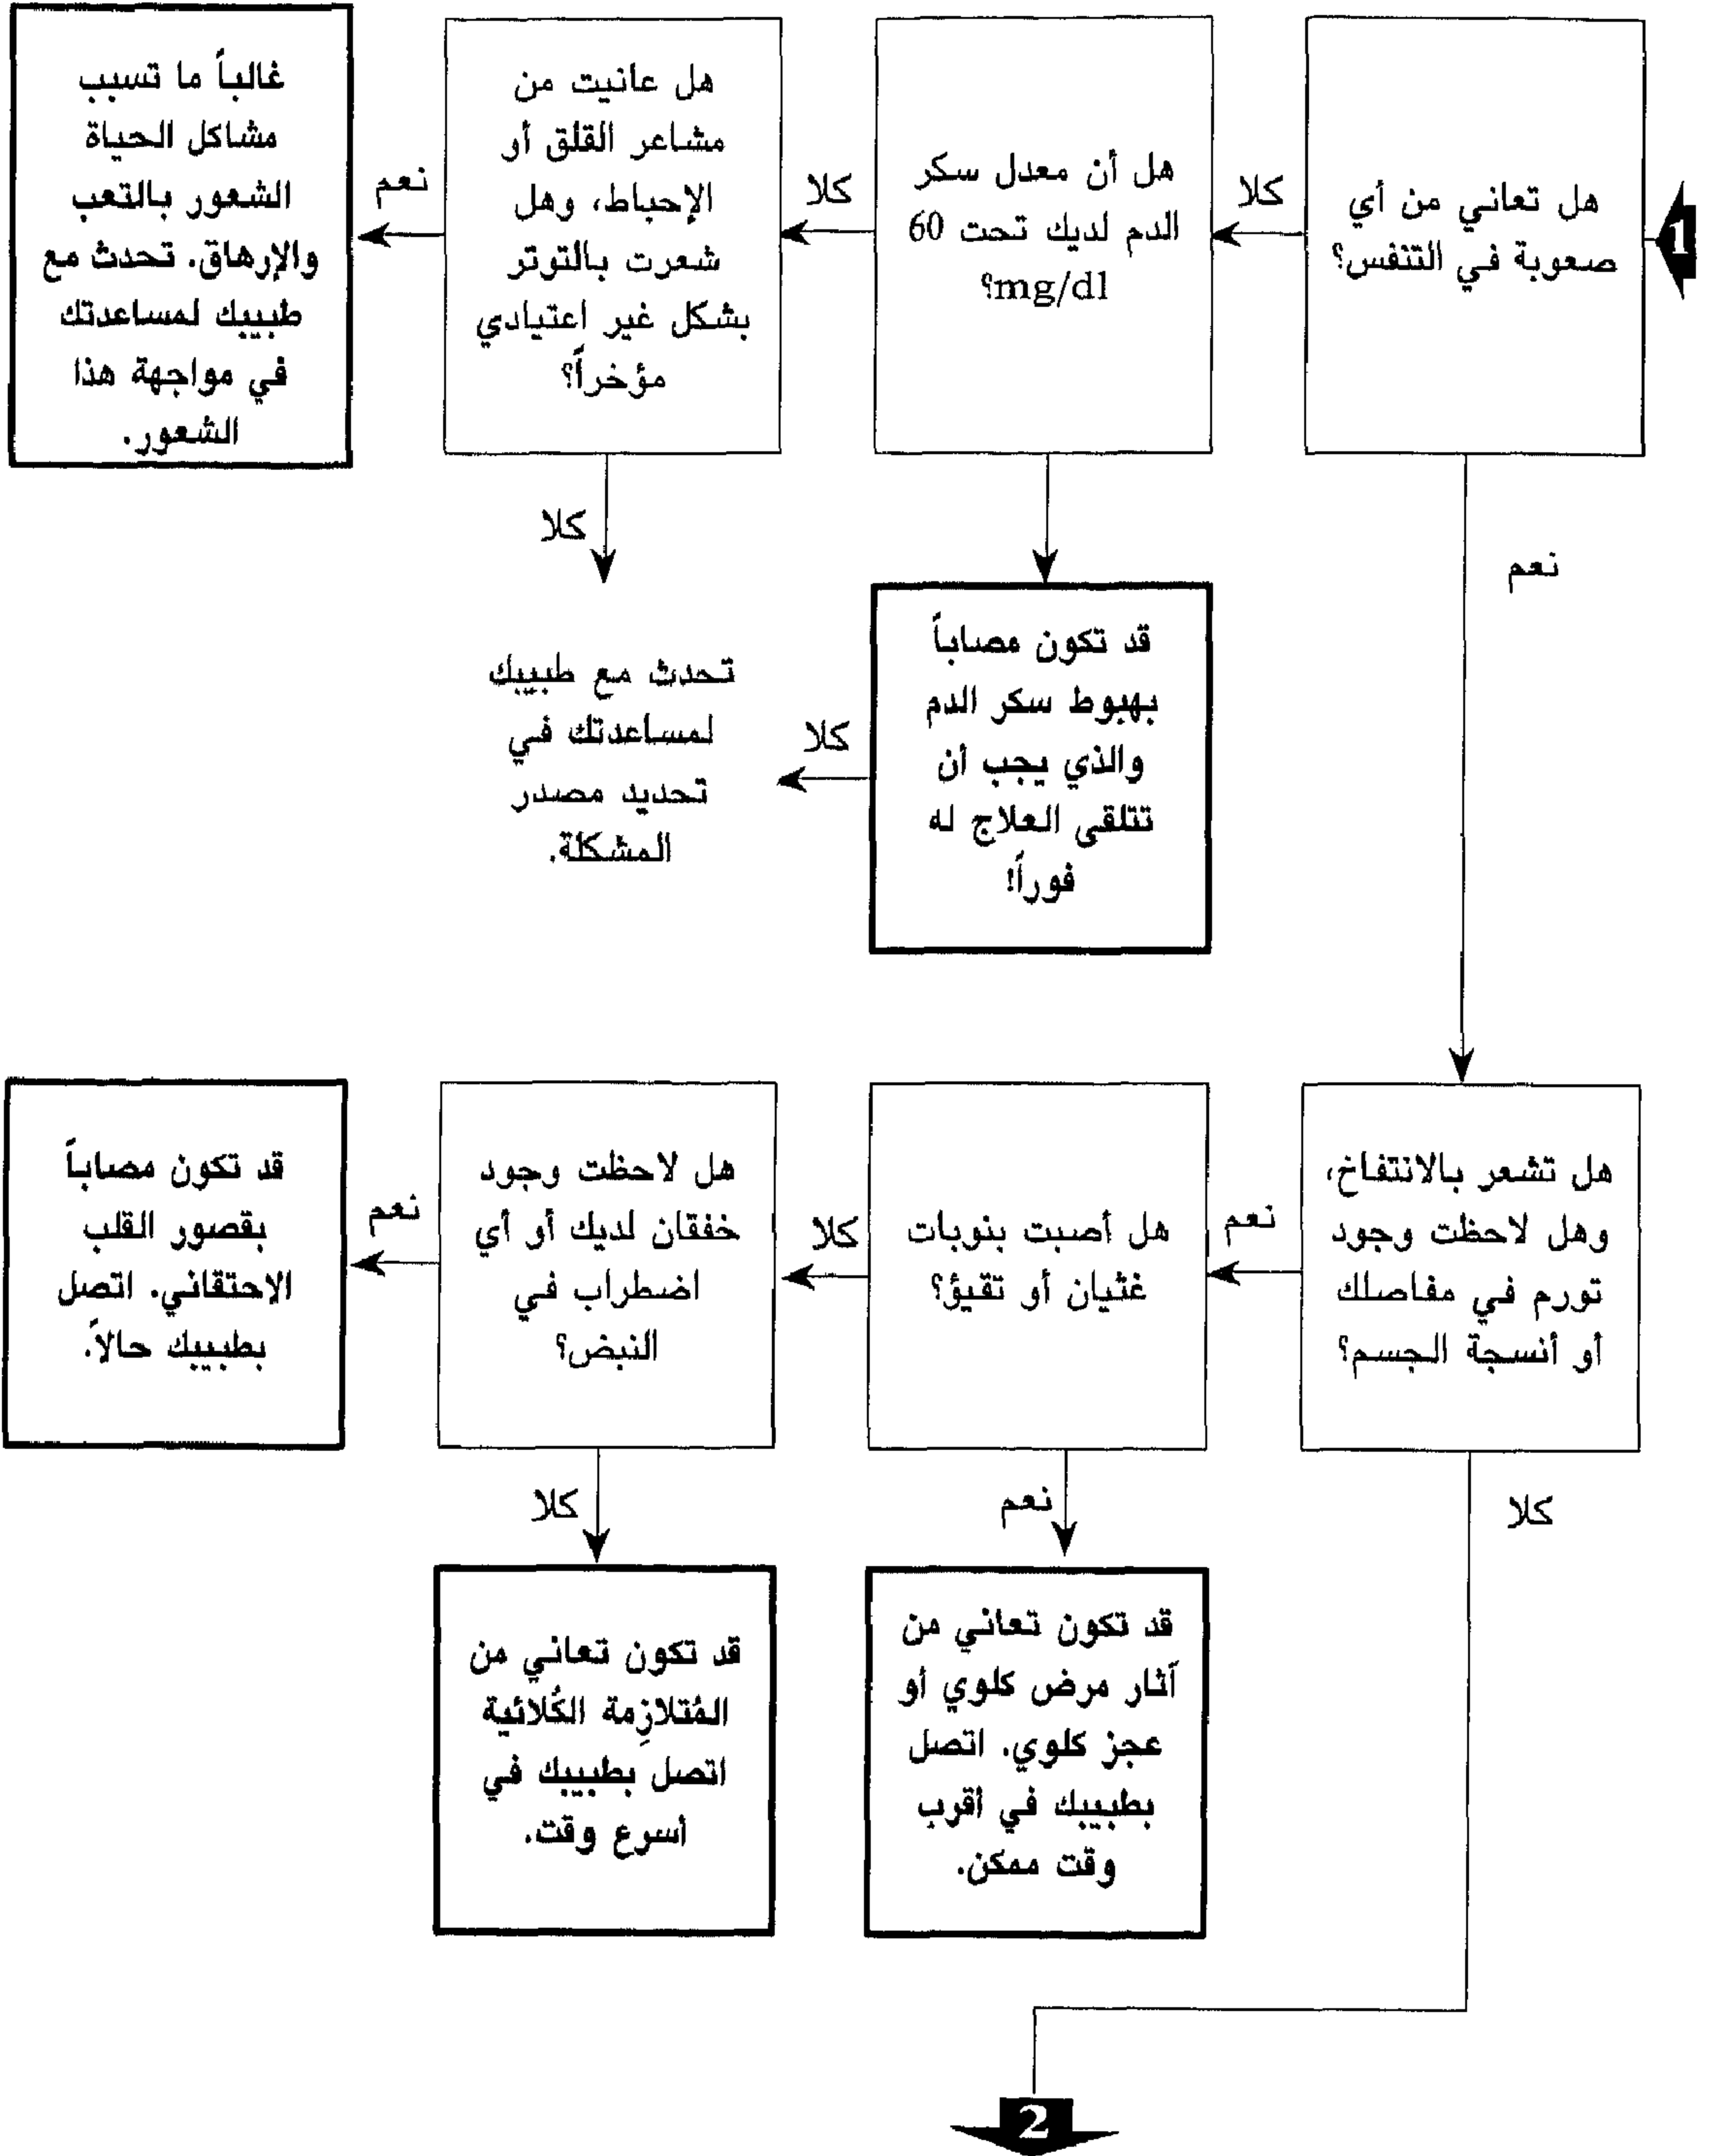 1
هل تعاني من أي
صعوبة في التنفس؟
كلا
هل أن معدل سكر
الدم لديك تحت 60
mg/dl؟
كلا
هل عانيت من
مشاعر القلق أو
الإحباط، وهل
شعرت بالتوتر
بشكل غير اعتيادي
مؤخراً؟
نعم
غالباً ما تسبب
مشاكل الحياة
الشعور بالتعب
والإرهاق. تحدث مع
طبيبك لمساعدتك
في مواجهة هذا
الشعور.
نعم
كلا
قد تكون مصاباً
بهبوط سكر الدم
والذي يجب أن
تتلقى العلاج له
فوراً!
كلا
تحدث مع طبيبك
لمساعدتك في
تحديد مصدر
المشكلة.
هل تشعر بالانتفاخ،
وهل لاحظت وجود
تورم في مفاصلك
أو أنسجة الجسم؟
نعم
هل أصبت بنوبات
غثيان أو تقيؤ؟
كلا
هل لاحظت وجود
خفقان لديك أو أي
اضطراب في
النبض؟
نعم
قد تكون مصاباً
بقصور القلب
الاحتقاني. اتصل
بطبيبك حالاً.
كلا
نعم
كلا
قد تكون تعاني من
آثار مرض كلوي أو
عجز كلوي. اتصل
بطبيبك في أقرب
وقت ممكن.
قد تكون تعاني من
المُتلازِمة الكُلائية
اتصل بطبيبك في
أسرع وقت.
2